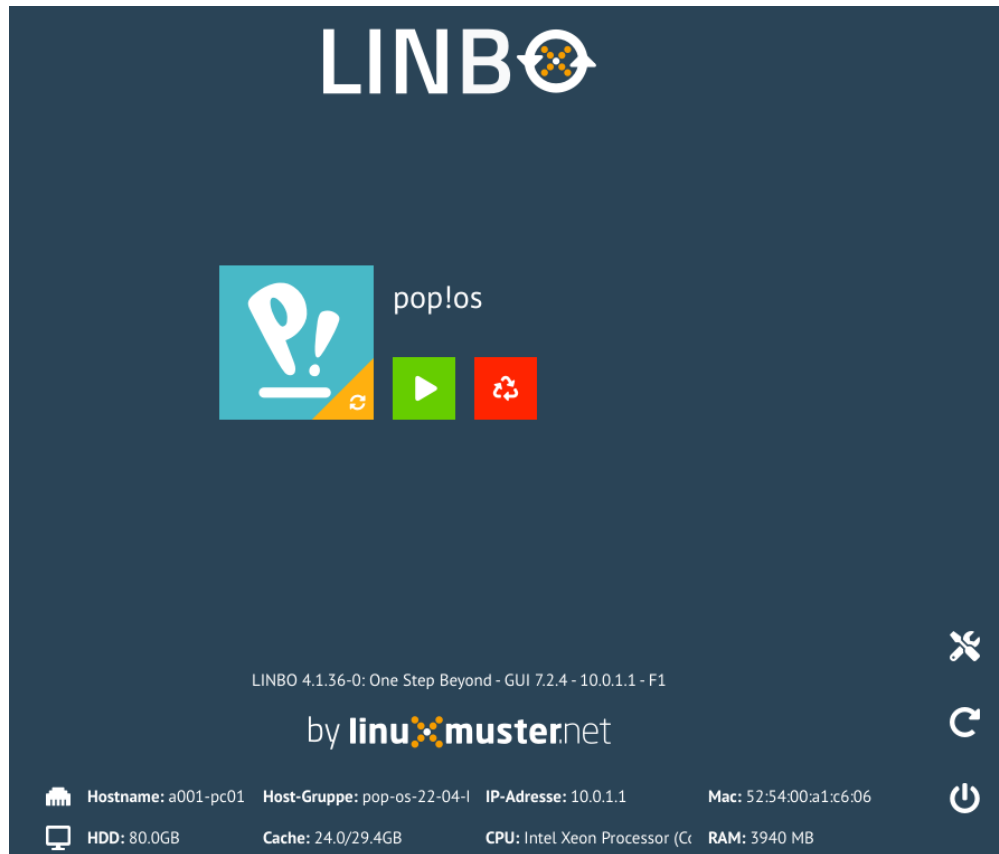 LINBO
P!
pop!os
LINBO 4.1.36-0: One Step Beyond - GUI 7.2.4 - 10.0.1.1 - F1
by linuxmuster.net
Hostname: a001-pc01 Host-Gruppe: pop-os-22-04-l IP-Adresse: 10.0.1.1 Mac: 52:54:00:a1:c6:06
HDD: 80.0GB Cache: 24.0/29.4GB CPU: Intel Xeon Processor (Co RAM: 3940 MB